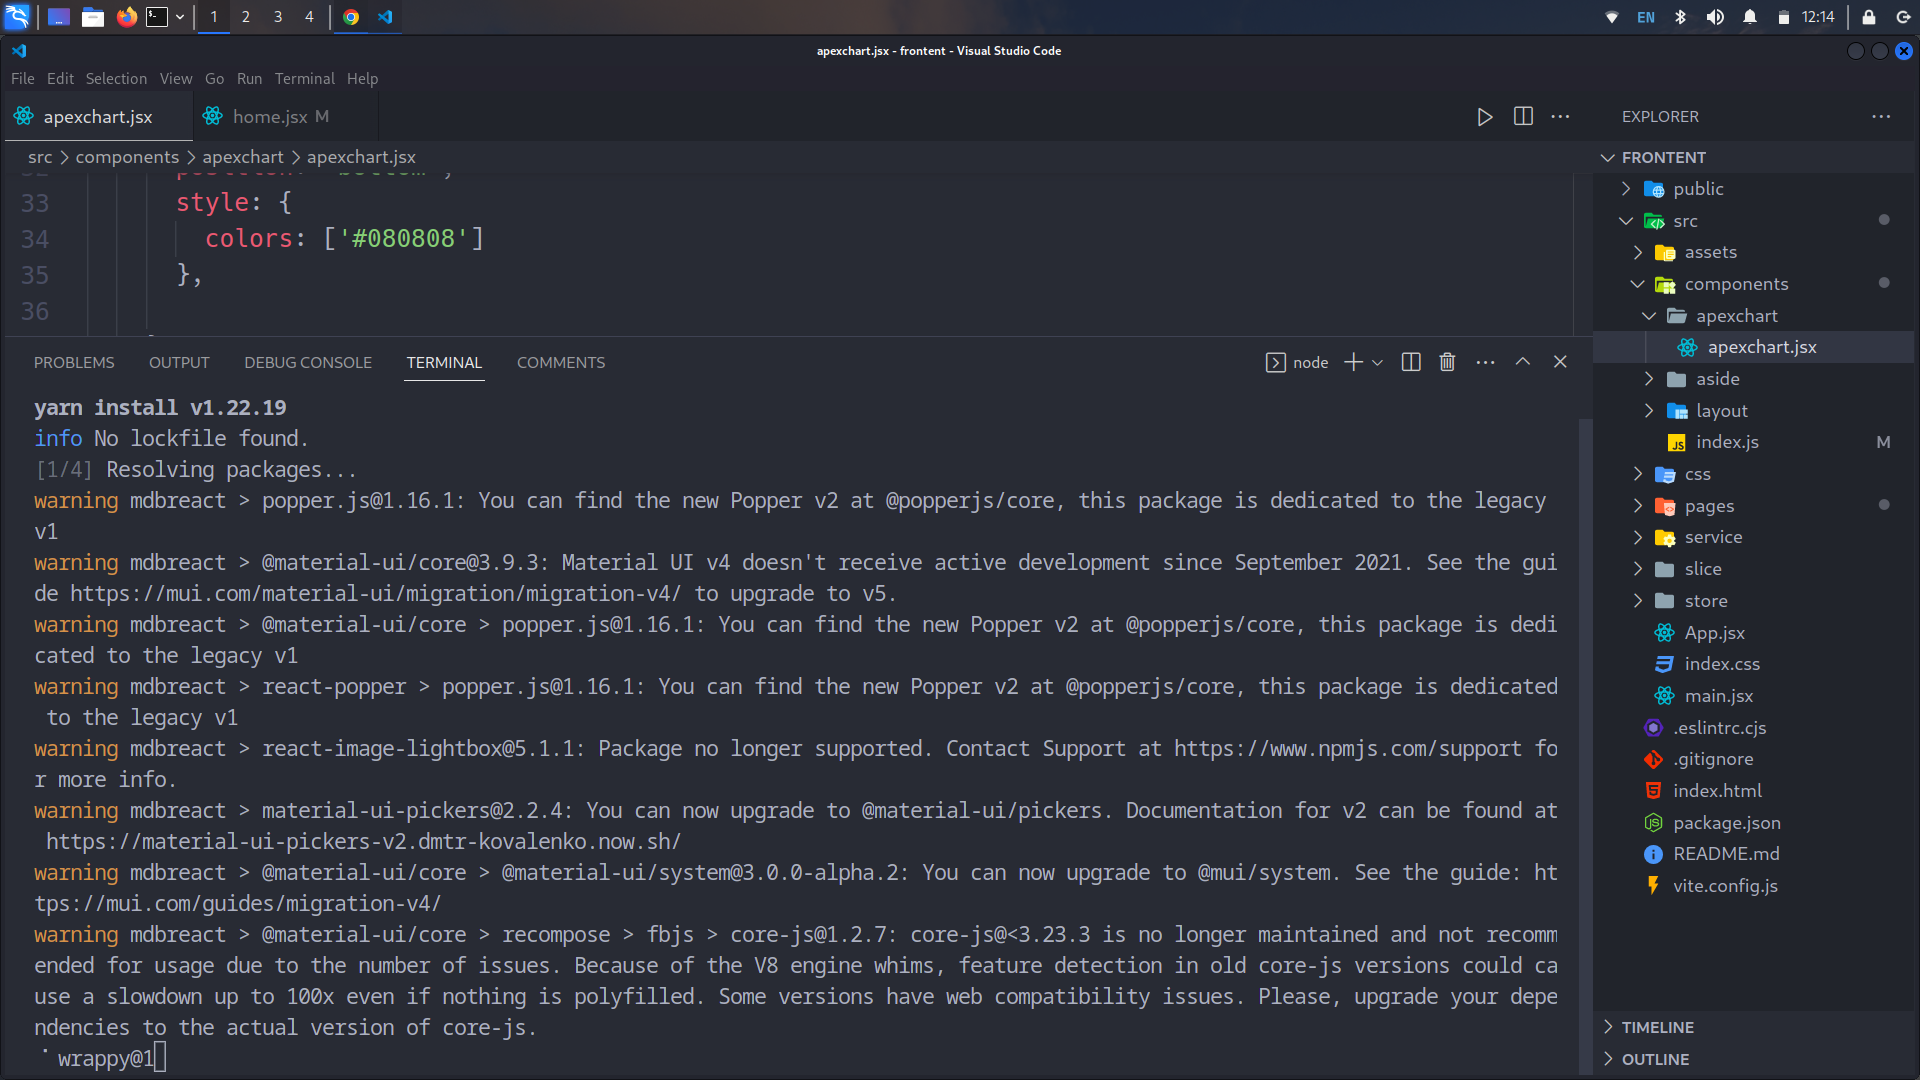 1 2 3 4 EN 12:14
apexchart.jsx - frontent - Visual Studio Code
File Edit Selection View Go Run Terminal Help
apexchart.jsx home.jsx M
src > components > apexchart > apexchart.jsx
33 style: {
34 colors: ['#080808']
35 },
36
PROBLEMS OUTPUT DEBUG CONSOLE TERMINAL COMMENTS node
yarn install v1.22.19
info No lockfile found.
[1/4] Resolving packages...
warning mdbreact > popper.js@1.16.1: You can find the new Popper v2 at @popperjs/core, this package is dedicated to the legacy
v1
warning mdbreact > @material-ui/core@3.9.3: Material UI v4 doesn't receive active development since September 2021. See the gui
de https://mui.com/material-ui/migration/migration-v4/ to upgrade to v5.
warning mdbreact > @material-ui/core > popper.js@1.16.1: You can find the new Popper v2 at @popperjs/core, this package is dedi
cated to the legacy v1
warning mdbreact > react-popper > popper.js@1.16.1: You can find the new Popper v2 at @popperjs/core, this package is dedicated
to the legacy v1
warning mdbreact > react-image-lightbox@5.1.1: Package no longer supported. Contact Support at https://www.npmjs.com/support fo
r more info.
warning mdbreact > material-ui-pickers@2.2.4: You can now upgrade to @material-ui/pickers. Documentation for v2 can be found at
https://material-ui-pickers-v2.dmtr-kovalenko.now.sh/
warning mdbreact > @material-ui/core > @material-ui/system@3.0.0-alpha.2: You can now upgrade to @mui/system. See the guide: ht
tps://mui.com/guides/migration-v4/
warning mdbreact > @material-ui/core > recompose > fbjs > core-js@1.2.7: core-js@<3.23.3 is no longer maintained and not recomm
ended for usage due to the number of issues. Because of the V8 engine whims, feature detection in old core-js versions could ca
use a slowdown up to 100x even if nothing is polyfilled. Some versions have web compatibility issues. Please, upgrade your depe
ndencies to the actual version of core-js.
wrappy@1
EXPLORER
FRONTENT
public
src
assets
components
apexchart
apexchart.jsx
aside
layout
index.js M
css
pages
service
slice
store
App.jsx
index.css
main.jsx
.eslintrc.cjs
.gitignore
index.html
package.json
README.md
vite.config.js
TIMELINE
OUTLINE